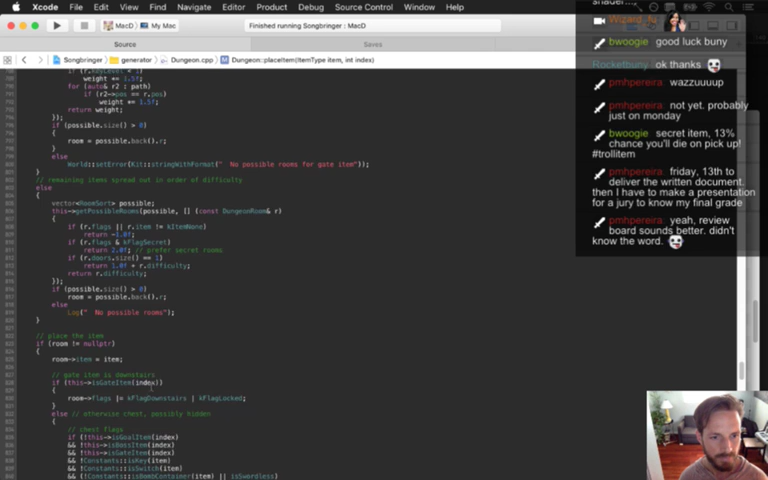 Xcode File Edit View Find Navigate Editor Product Debug Source Control Window Help
MacD My Mac
Finished running Songbringer : MacD
Source Saves
Songbringer generator Dungeon.cpp Dungeon::placeItem(ItemType item, int index)
weight += 1.5f;
for (auto& r2 : path)
if (r2->pos == r.pos)
weight *= 1.5f;
return weight;
});
if (possible.size() > 0)
room = possible.back().r;
else
World::setError(Kit::stringWithFormat(" No possible rooms for gate item"));
}
// remaining items spread out in order of difficulty
else
{
vector<RoomSort> possible;
this->getPossibleRooms(possible, [] (const DungeonRoom& r)
{
if (r.flags || r.item != kItemNone)
return -1.0f;
if (r.flags & kFlagSecret)
return 2.0f; // prefer secret rooms
if (r.doors.size() == 1)
return 1.0f + r.difficulty;
return r.difficulty;
});
if (possible.size() > 0)
room = possible.back().r;
else
Log(" No possible rooms");
}
// place the item
if (room != nullptr)
{
room->item = item;
// gate item is downstairs
if (this->isGateItem(index))
{
room->flags |= kFlagDownstairs | kFlagLocked;
}
else // otherwise chest, possibly hidden
{
// chest flags
if (!this->isGoalItem(index)
&& !this->isBossItem(index)
&& !this->isGateItem(index)
&& !Constants::isKey(item)
&& !Constants::isSwitch(item)
&& (!Constants::isBombContainer(item) || isSwordless)
bwoogie good luck buny
Rocketbuny ok thanks
pmhpereira wazzuuuup
pmhpereira not yet. probably
just on monday
bwoogie secret item, 13%
chance you'll die on pick up!
#trollitem
pmhpereira friday, 13th to
deliver the written document.
then I have to make a presentation
for a jury to know my final grade
pmhpereira yeah, review
board sounds better. didn't
know the word.